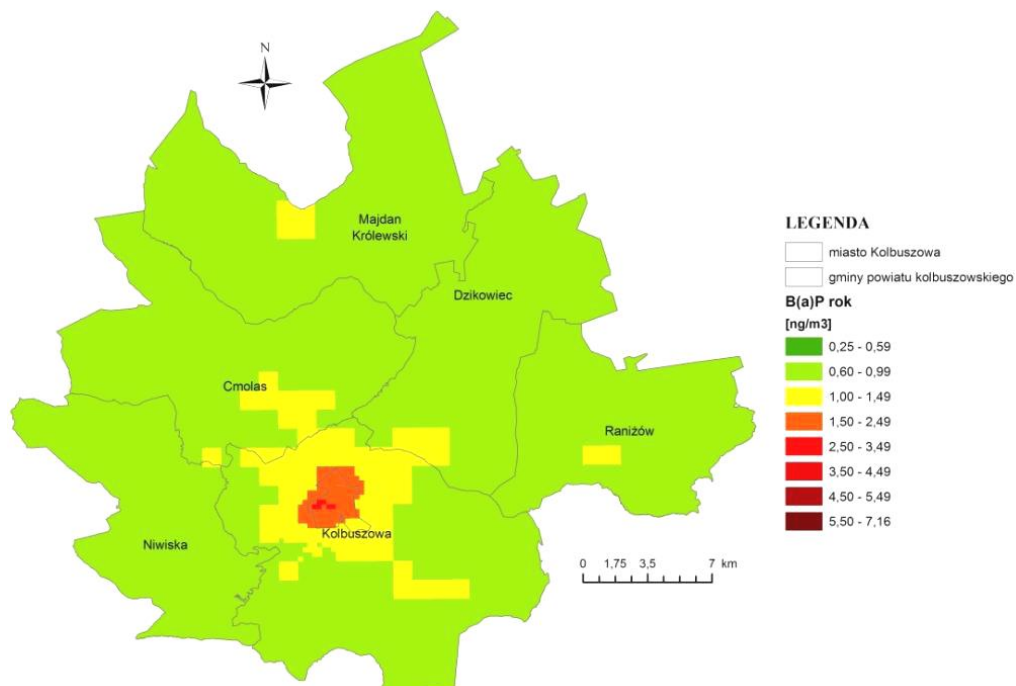 N
Majdan
Królewski
Dzikowiec
Cmolas
Raniżów
Kolbuszowa
Niwiska
LEGENDA
miasto Kolbuszowa
gminy powiatu kolbuszowskiego
B(a)P rok
[ng/m3]
0,25 - 0,59
0,60 - 0,99
1,00 - 1,49
1,50 - 2,49
2,50 - 3,49
3,50 - 4,49
4,50 - 5,49
5,50 - 7,16
0 1,75 3,5 7 km